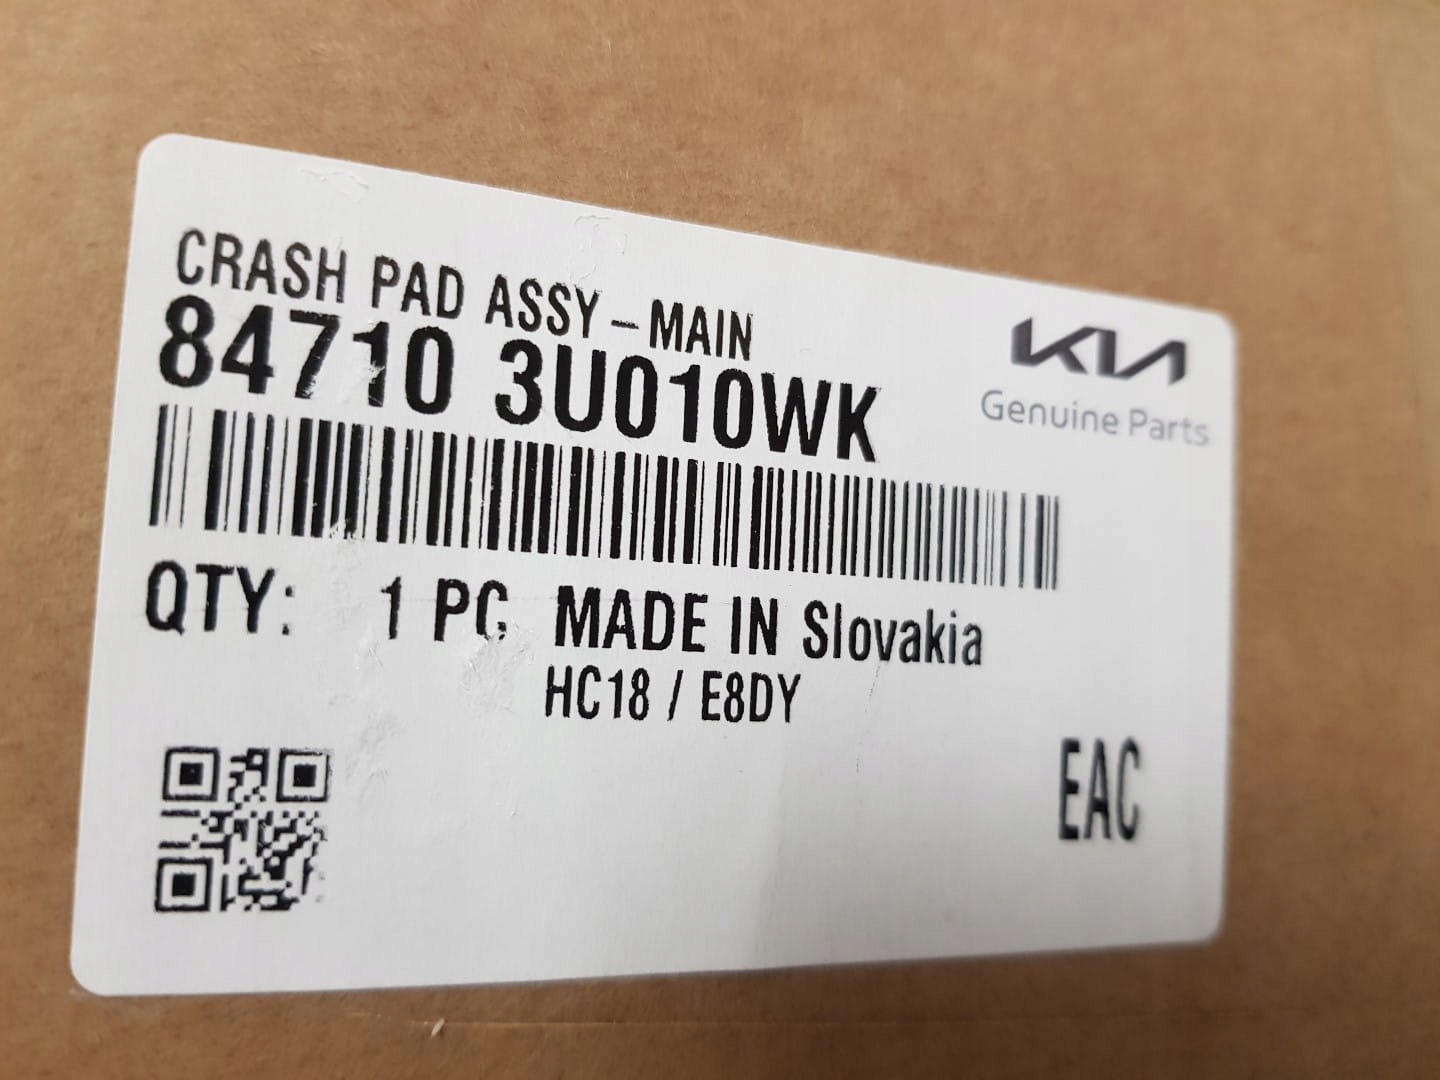 CRASH PAD ASSY-MAIN
84710 3U010WK
KIA
Genuine Parts
QTY: 1 PC MADE IN Slovakia
HC18 / E8DY
EAC